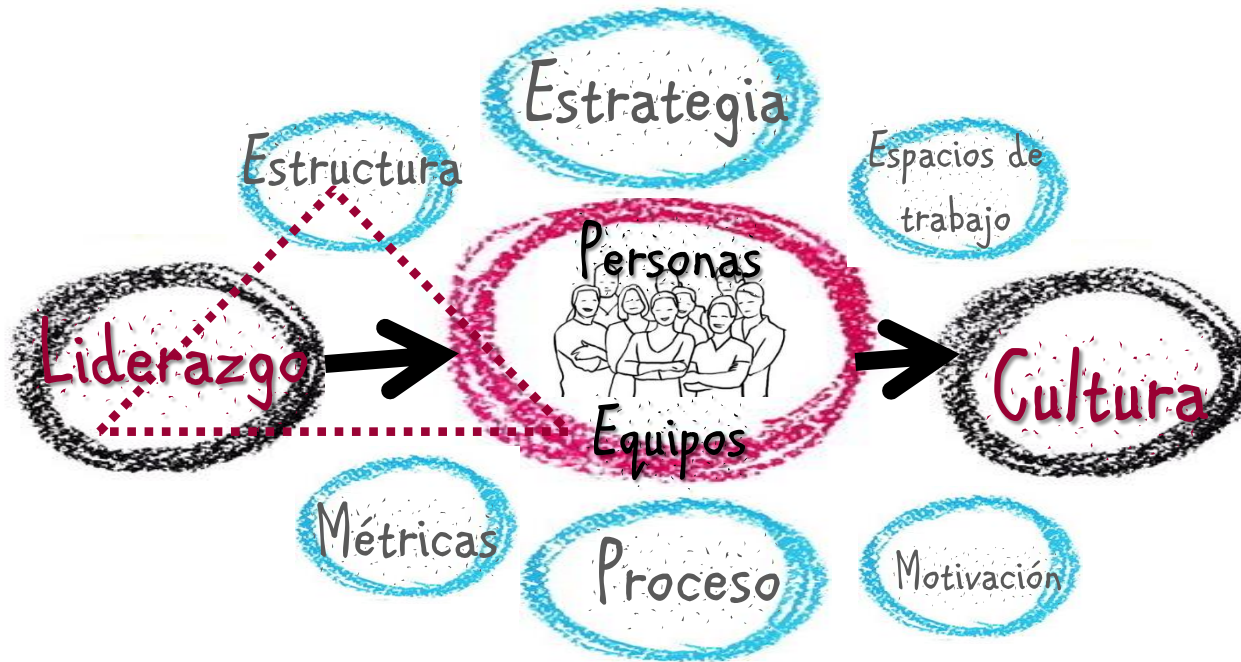 Estrategia
Estructura
Espacios de
trabajo
Personas
Liderazgo
Cultura
Equipos
Métricas
Proceso
Motivación